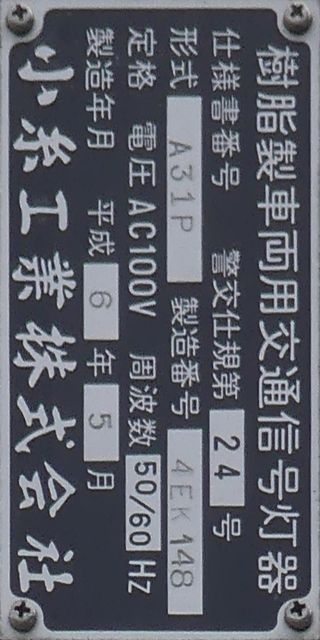 樹脂製車両用交通信号灯器
仕様書番号 警交仕規第24号
形式 A31P 製造番号 4EK148
定格 電圧 AC100V 周波数 50/60 Hz
製造年月 平成6年5月
小糸工業株式会社